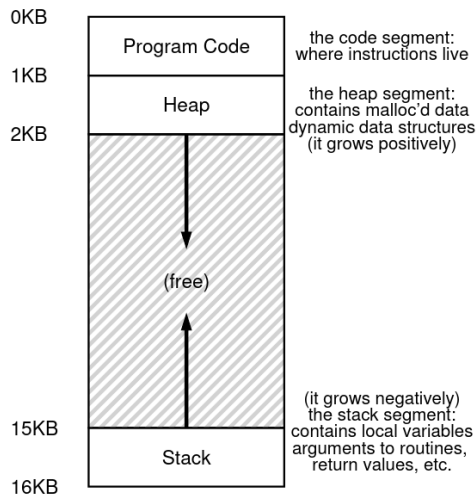 0KB
Program Code
the code segment:
where instructions live
1KB
Heap
the heap segment:
contains malloc'd data
dynamic data structures
(it grows positively)
2KB
(free)
(it grows negatively)
the stack segment:
contains local variables
arguments to routines,
return values, etc.
15KB
Stack
16KB